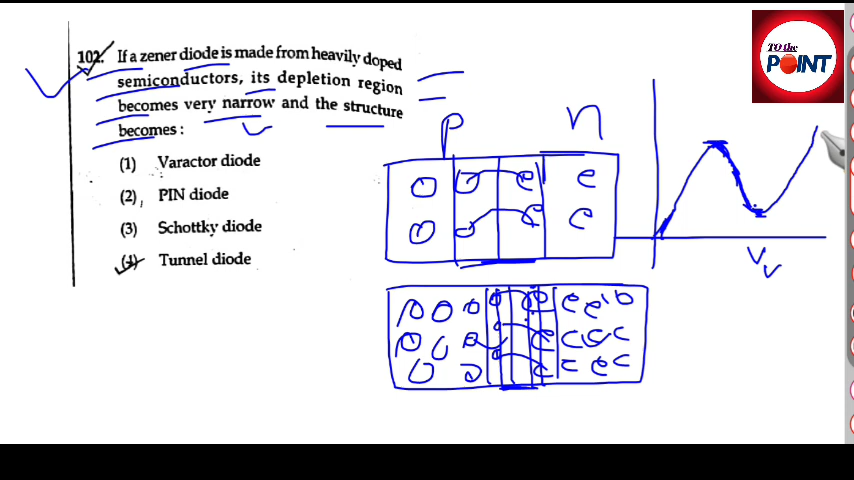 TO the
POINT
102. If a zener diode is made from heavily doped
semiconductors, its depletion region
becomes very narrow and the structure
becomes :
(1) Varactor diode
(2) PIN diode
(3) Schottky diode
(4) Tunnel diode
P n
e e
e e
V
v